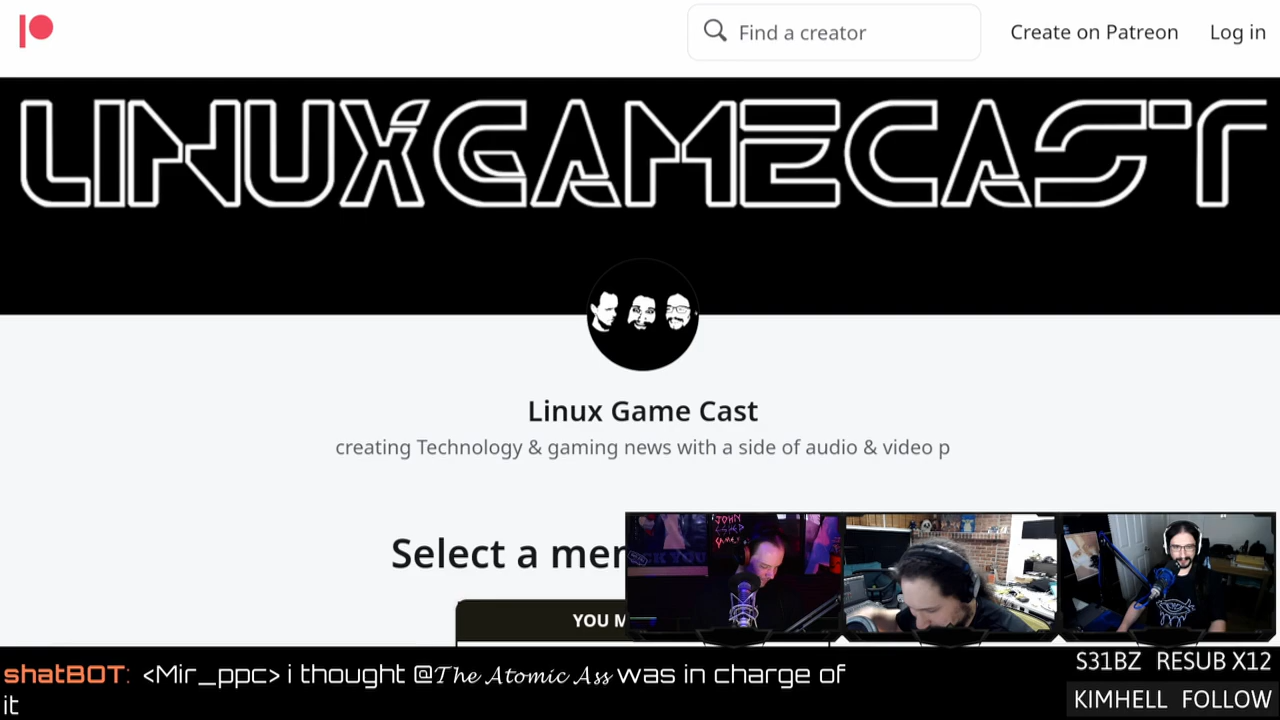 Find a creator
Create on Patreon
Log in
LINUXGAMECAST
Linux Game Cast
creating Technology & gaming news with a side of audio & video p
Select a mem
YOU M
JOHN
GAME
shatBOT: <Mir_ppc> i thought @𝓣𝓱𝓮 𝓐𝓽𝓸𝓶𝓲𝓬 𝓐𝓼𝓼 was in charge of
it
S31BZ RESUB X12
KIMHELL FOLLOW